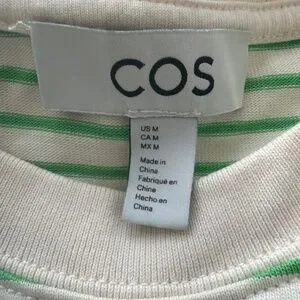 COS
US M
CA M
MX M
Made in
China
Fabriqué en
Chine
Hecho en
China